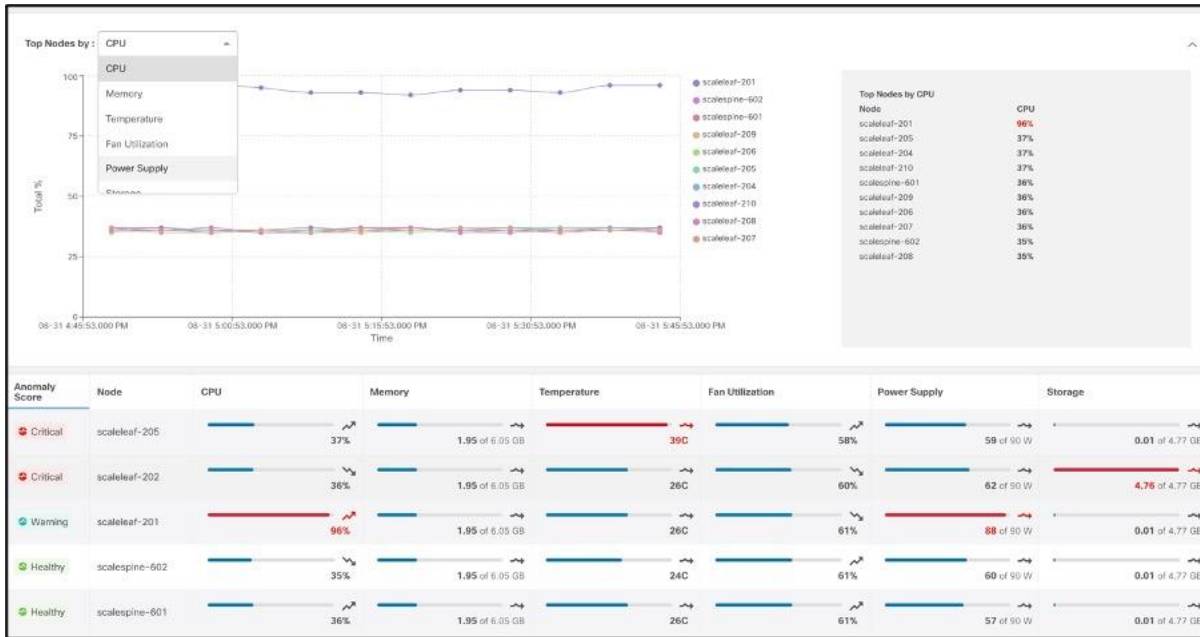 Top Nodes by : CPU
CPU
Memory
Temperature
Fan Utilization
Power Supply
Storage
100
75
50
25
0
Total %
08-31 4:45:53.000 PM
08-31 5:00:53.000 PM
08-31 5:15:53.000 PM
08-31 5:30:53.000 PM
08-31 5:45:53.000 PM
Time
scaleleaf-201
scalespine-602
scalespine-601
scaleleaf-209
scaleleaf-206
scaleleaf-205
scaleleaf-204
scaleleaf-210
scaleleaf-208
scaleleaf-207
Top Nodes by CPU
Node CPU
scaleleaf-201 96%
scaleleaf-205 37%
scaleleaf-204 37%
scaleleaf-210 37%
scalespine-601 36%
scaleleaf-209 36%
scaleleaf-206 36%
scaleleaf-207 36%
scalespine-602 35%
scaleleaf-208 35%
Anomaly
Score Node CPU Memory Temperature Fan Utilization Power Supply Storage
Critical scaleleaf-205 37% 1.95 of 6.05 GB 39C 58% 59 of 90 W 0.01 of 4.77 GB
Critical scaleleaf-202 36% 1.95 of 6.05 GB 26C 60% 62 of 90 W 4.76 of 4.77 GB
Warning scaleleaf-201 96% 1.95 of 6.05 GB 26C 61% 88 of 90 W 0.01 of 4.77 GB
Healthy scalespine-602 35% 1.95 of 6.05 GB 24C 61% 60 of 90 W 0.01 of 4.77 GB
Healthy scalespine-601 36% 1.95 of 6.05 GB 26C 61% 57 of 90 W 0.01 of 4.77 GB